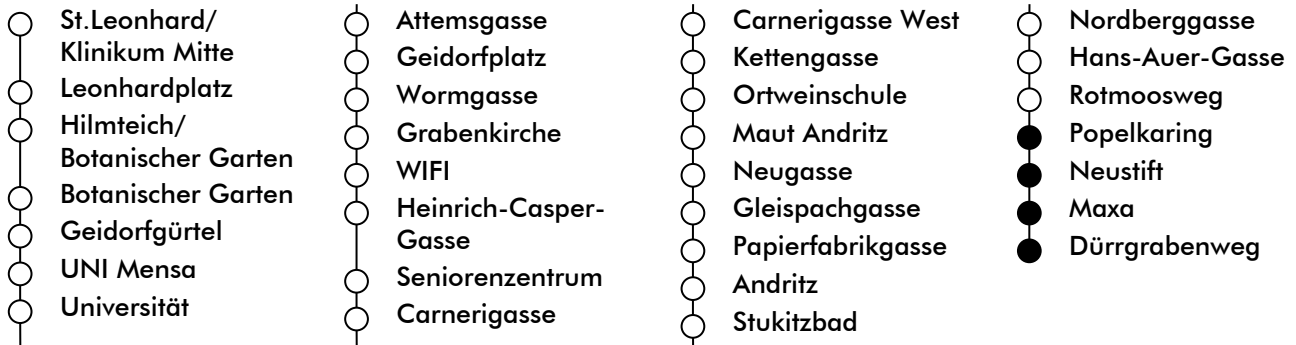 St.Leonhard/
Klinikum Mitte
Leonhardplatz
Hilmteich/
Botanischer Garten
Botanischer Garten
Geidorfgürtel
UNI Mensa
Universität
Attemsgasse
Geidorfplatz
Wormgasse
Grabenkirche
WIFI
Heinrich-Casper-
Gasse
Seniorenzentrum
Carnerigasse
Carnerigasse West
Kettengasse
Ortweinschule
Maut Andritz
Neugasse
Gleispachgasse
Papierfabrikgasse
Andritz
Stukitzbad
Nordberggasse
Hans-Auer-Gasse
Rotmoosweg
Popelkaring
Neustift
Maxa
Dürrgrabenweg